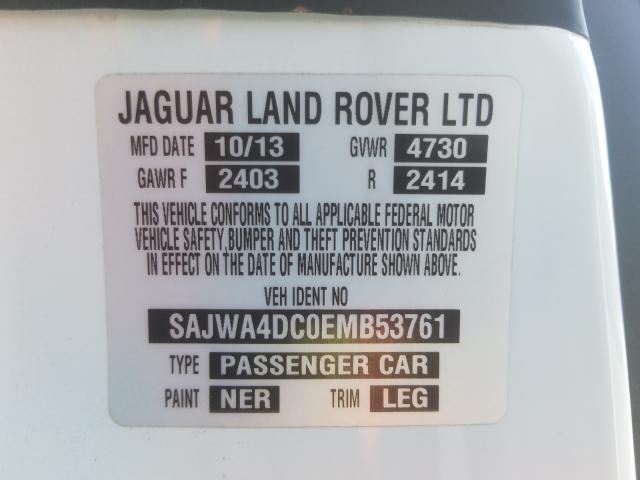 JAGUAR LAND ROVER LTD
MFD DATE 10/13 GVWR 4730
GAWR F 2403 R 2414
THIS VEHICLE CONFORMS TO ALL APPLICABLE FEDERAL MOTOR
VEHICLE SAFETY,BUMPER AND THEFT PREVENTION STANDARDS
IN EFFECT ON THE DATE OF MANUFACTURE SHOWN ABOVE.
VEH IDENT NO
SAJWA4DC0EMB53761
TYPE PASSENGER CAR
PAINT NER TRIM LEG